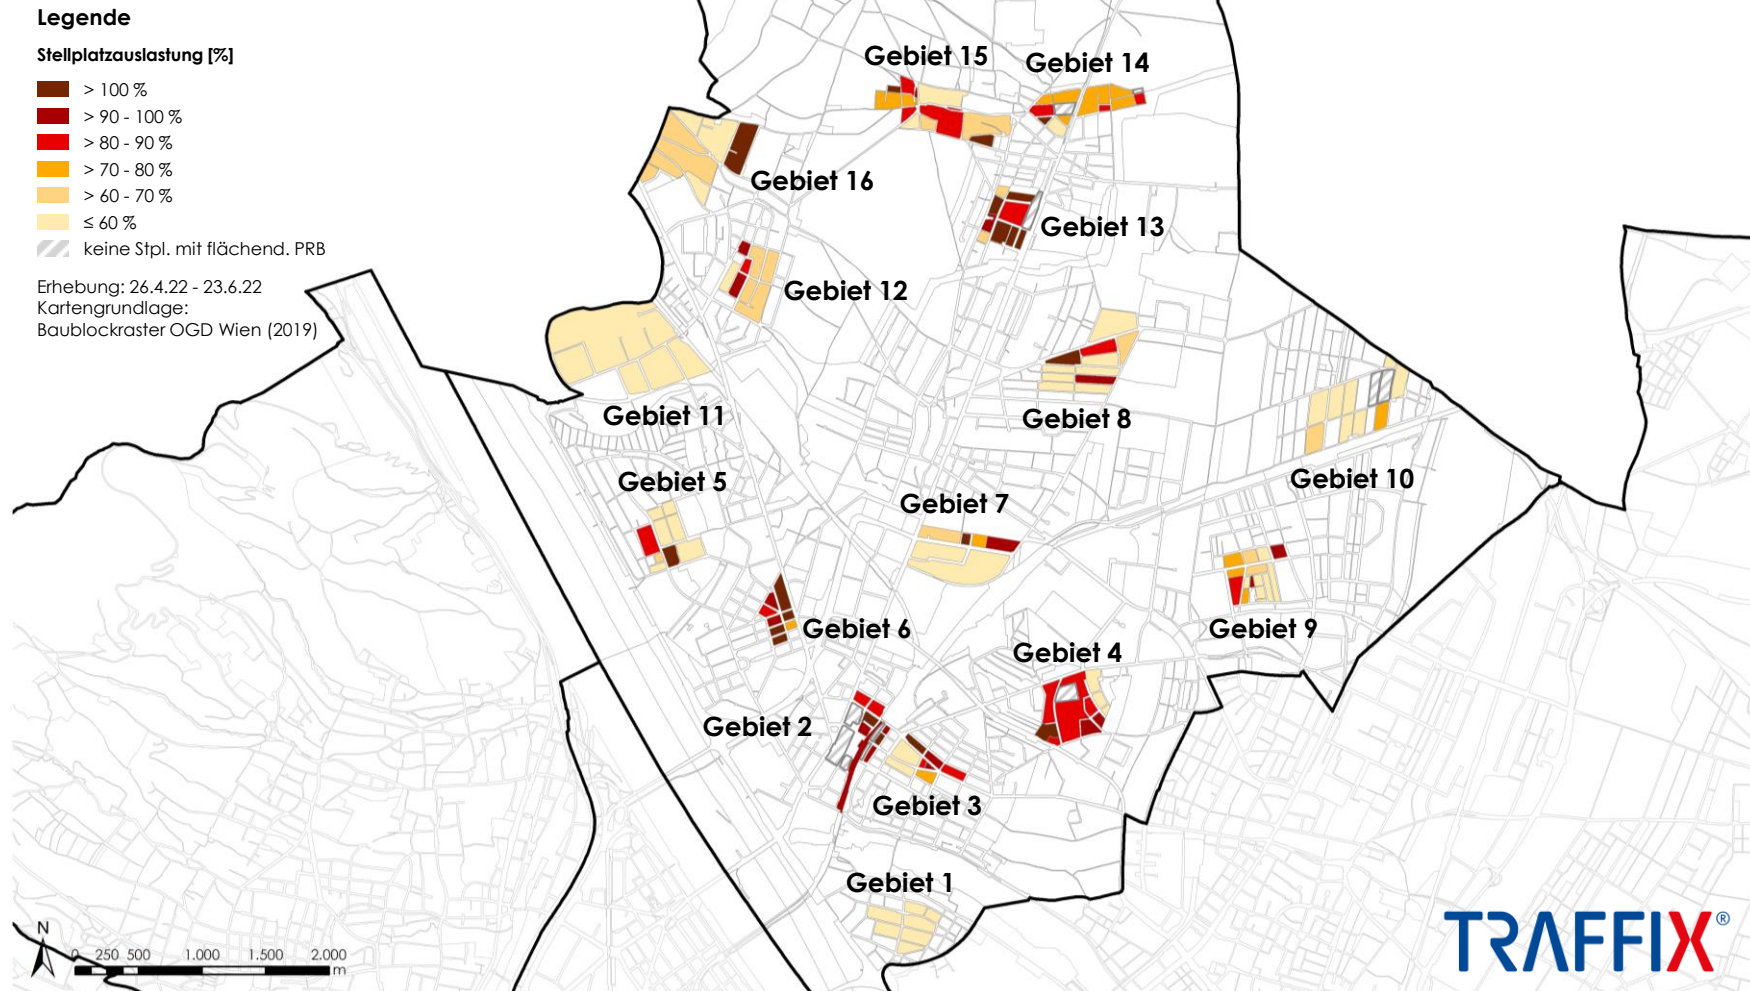 Legende
Stellplatzauslastung [%]
> 100 %
> 90 - 100 %
> 80 - 90 %
> 70 - 80 %
> 60 - 70 %
≤ 60 %
keine Stpl. mit flächend. PRB
Erhebung: 26.4.22 - 23.6.22
Kartengrundlage:
Baublockraster OGD Wien (2019)
Gebiet 15
Gebiet 14
Gebiet 16
Gebiet 13
Gebiet 12
Gebiet 11
Gebiet 8
Gebiet 5
Gebiet 10
Gebiet 7
Gebiet 6
Gebiet 9
Gebiet 4
Gebiet 2
Gebiet 3
Gebiet 1
N
0 250 500 1.000 1.500 2.000
m
TRAFFIX®